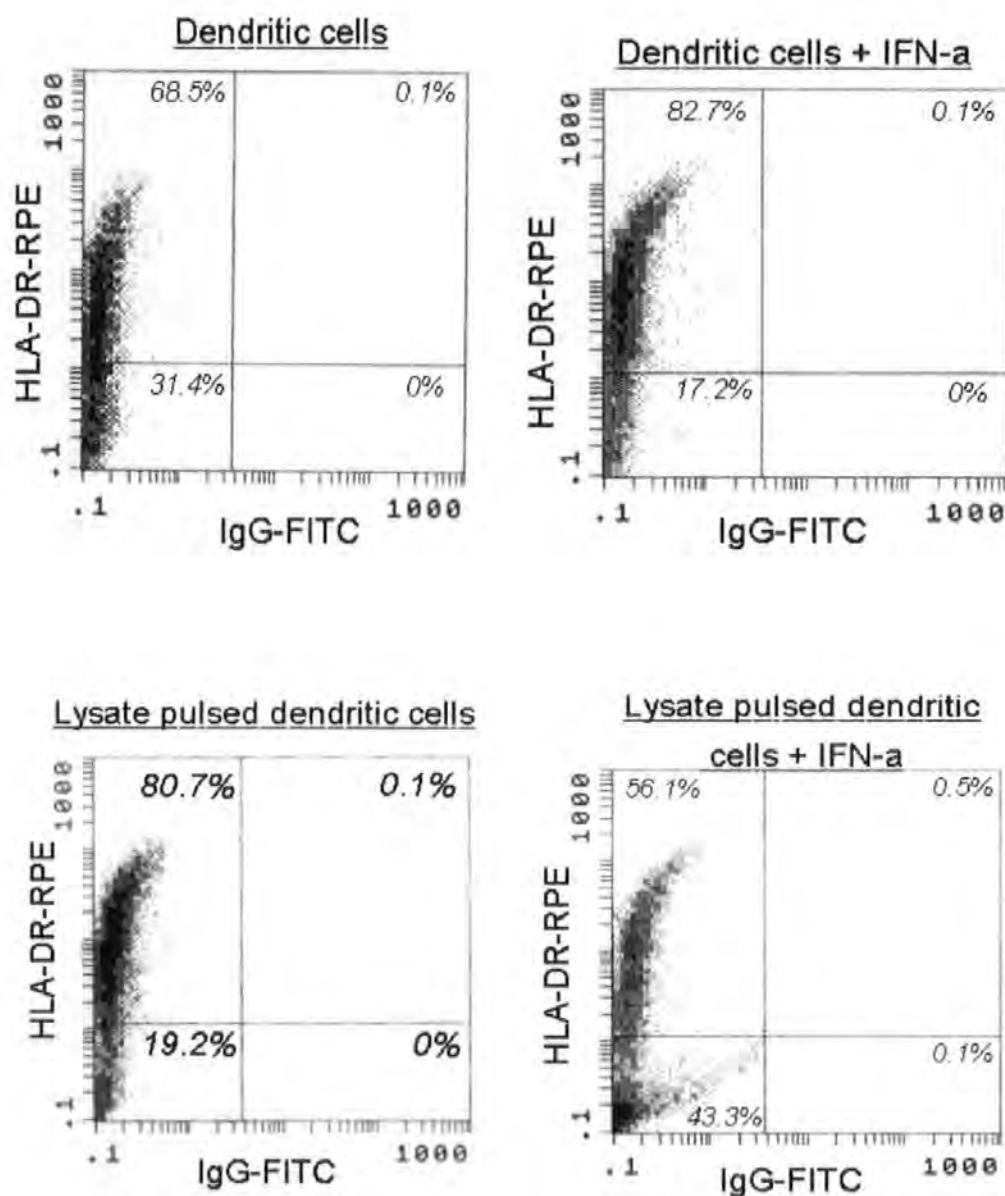 Dendritic cells
68.5%
0.1%
1000
HLA-DR-RPE
31.4%
0%
.1
.1
1000
IgG-FITC
Dendritic cells + IFN-a
82.7%
0.1%
1000
HLA-DR-RPE
17.2%
0%
.1
.1
1000
IgG-FITC
Lysate pulsed dendritic cells
80.7%
0.1%
1000
HLA-DR-RPE
19.2%
0%
.1
.1
1000
IgG-FITC
Lysate pulsed dendritic
cells + IFN-a
56.1%
0.5%
1000
HLA-DR-RPE
0.1%
43.3%
.1
.1
1000
IgG-FITC